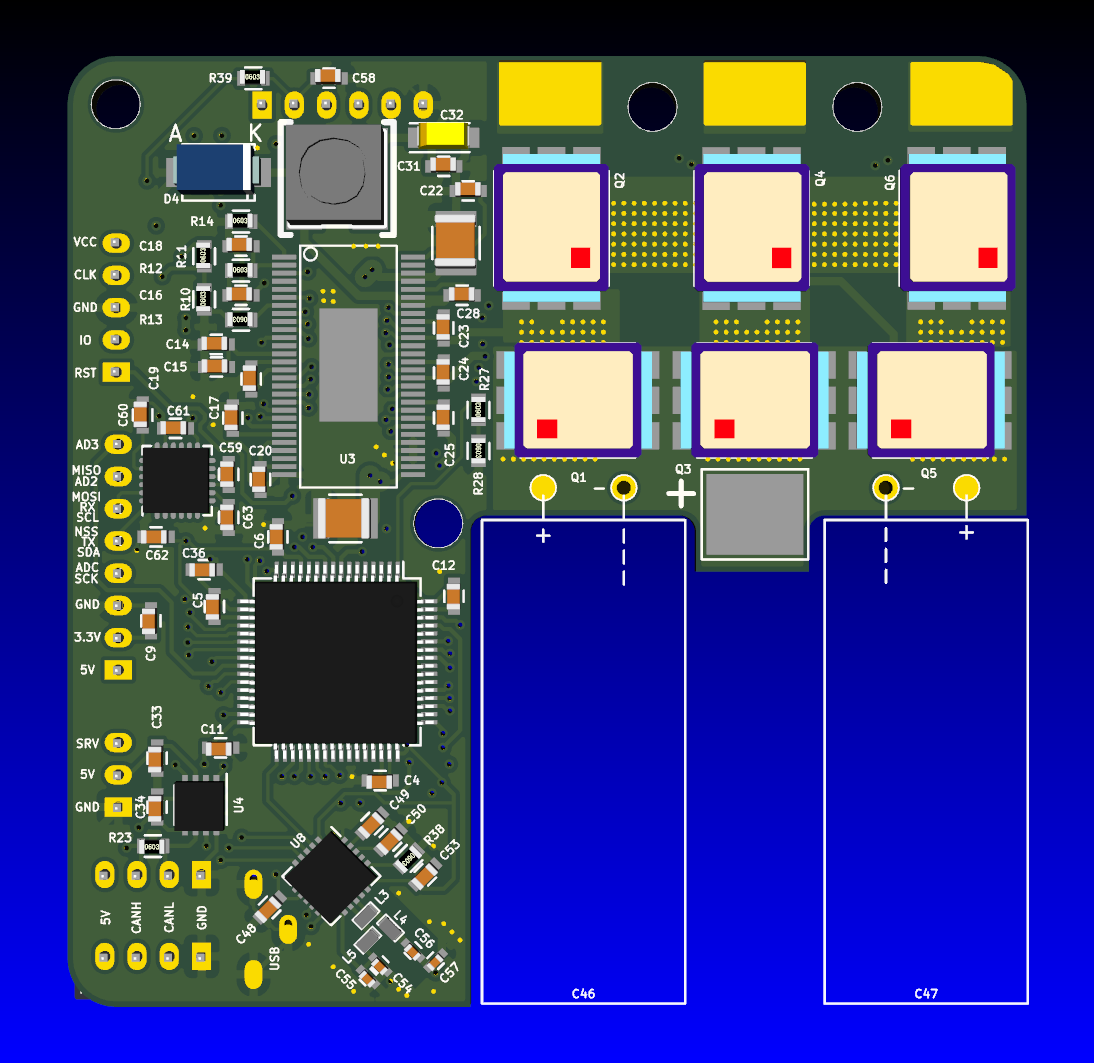 R39
C58
A
K
C32
C31
D4
C22
Q2
Q4
Q6
R14
VCC
C18
R11
CLK
R12
GND
C16
R10
R13
C28
IO
C14
C23
RST
C15
C19
C24
R27
C60
C61
C17
C25
AD3
C59
C20
U3
R28
Q1
Q3
Q5
MISO
AD2
MOSI
RX
SCL
C63
NSS
TX
SDA
C62
C6
+
+
+
ADC
SCK
C36
C12
GND
C5
3.3V
C9
5V
C33
SRV
C11
5V
C4
GND
C34
U4
C49
C50
R23
U8
R38
C53
5V
CANH
CANL
GND
L3
L4
C48
USB
L5
C56
C57
C55
C54
C46
C47
0603
0603
0603
0603
0603
0603
0603
0603
0603
0603
0603